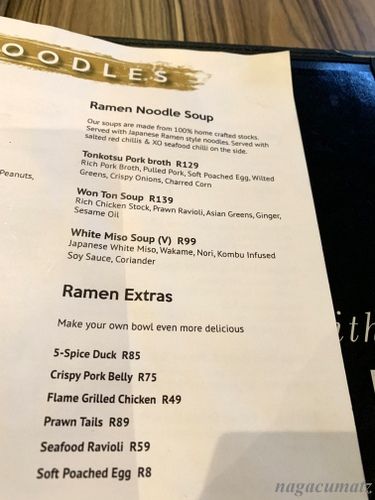 OODLES
Ramen Noodle Soup
Our soups are made from 100% home crafted stocks.
Served with Japanese Ramen style noodles. Served with
salted red chillis & XO seafood chilli on the side.
Tonkotsu Pork broth R129
Rich Pork Broth, Pulled Pork, Soft Poached Egg, Wilted
Greens, Crispy Onions, Charred Corn
Peanuts,
Won Ton Soup R139
Rich Chicken Stock, Prawn Ravioli, Asian Greens, Ginger,
Sesame Oil
White Miso Soup (V) R99
Japanese White Miso, Wakame, Nori, Kombu Infused
Soy Sauce, Coriander
Ramen Extras
Make your own bowl even more delicious
5-Spice Duck R85
Crispy Pork Belly R75
Flame Grilled Chicken R49
Prawn Tails R89
Seafood Ravioli R59
Soft Poached Egg R8
ith
nagacumatz